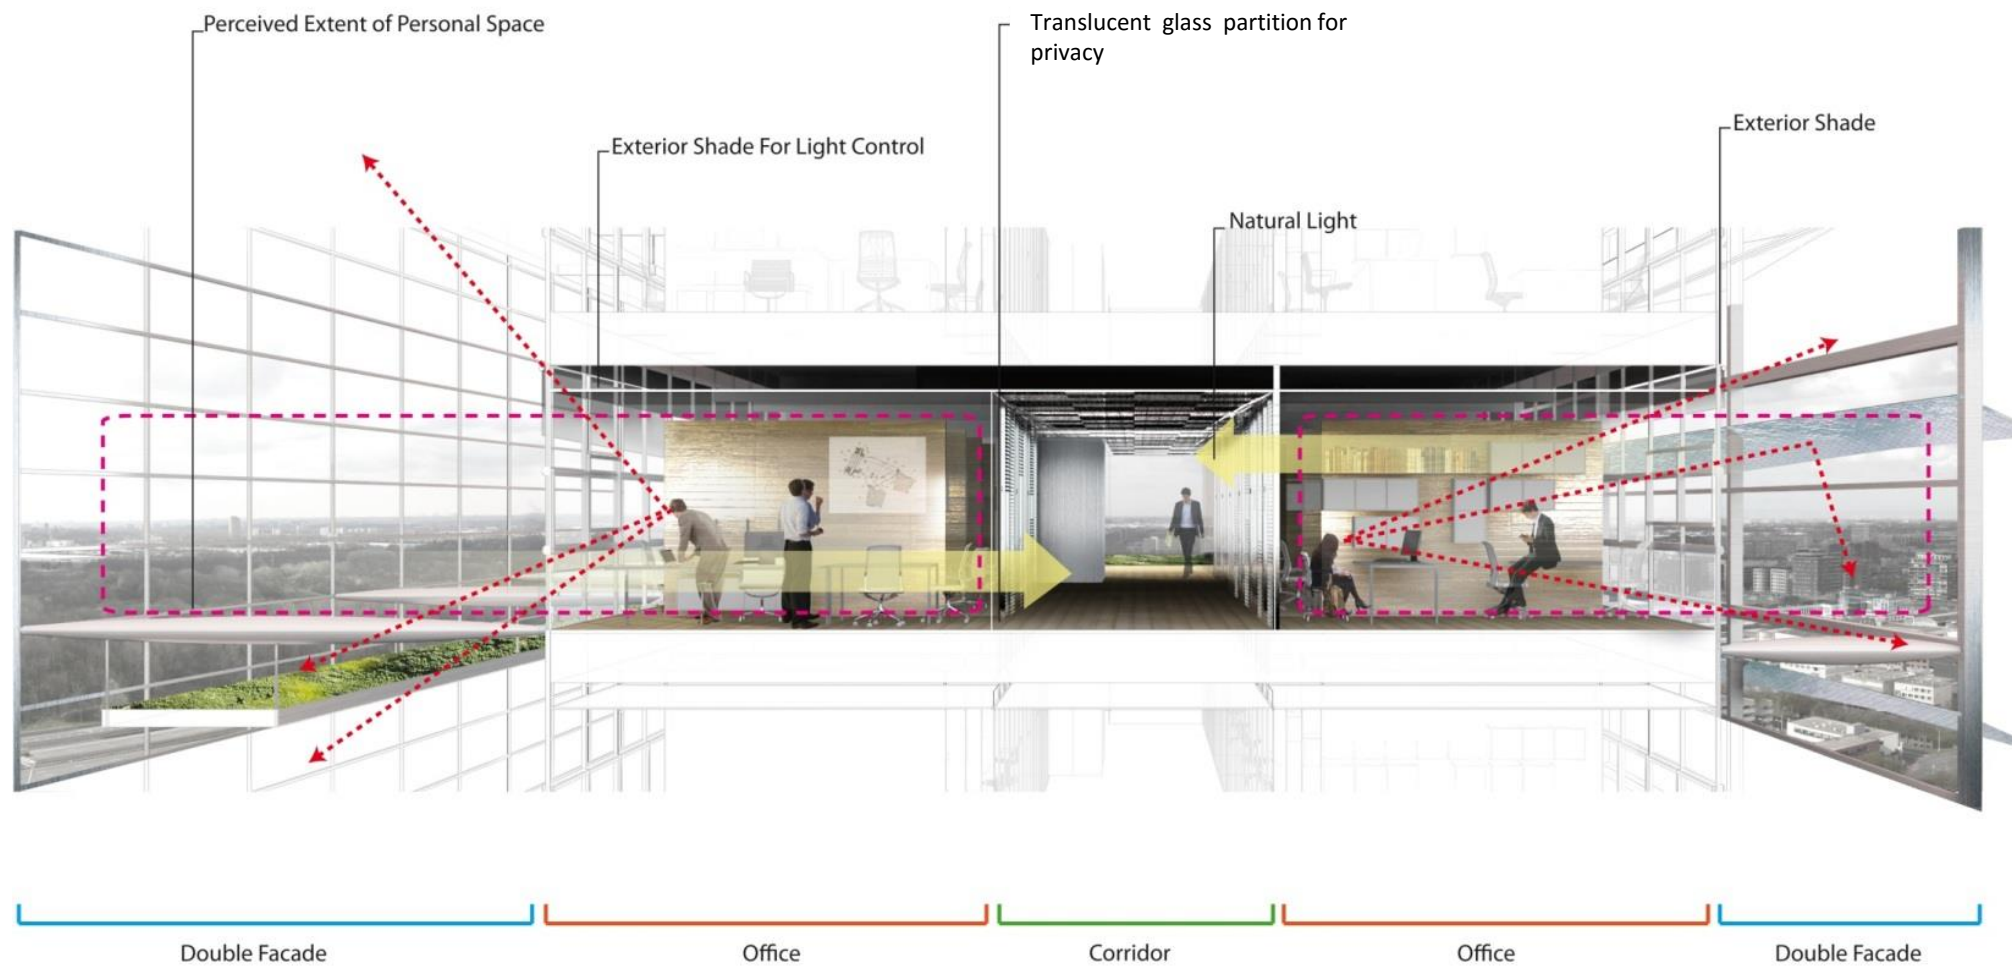 Perceived Extent of Personal Space
Translucent glass partition for
privacy
Exterior Shade For Light Control
Exterior Shade
Natural Light
Double Facade
Office
Corridor
Office
Double Facade